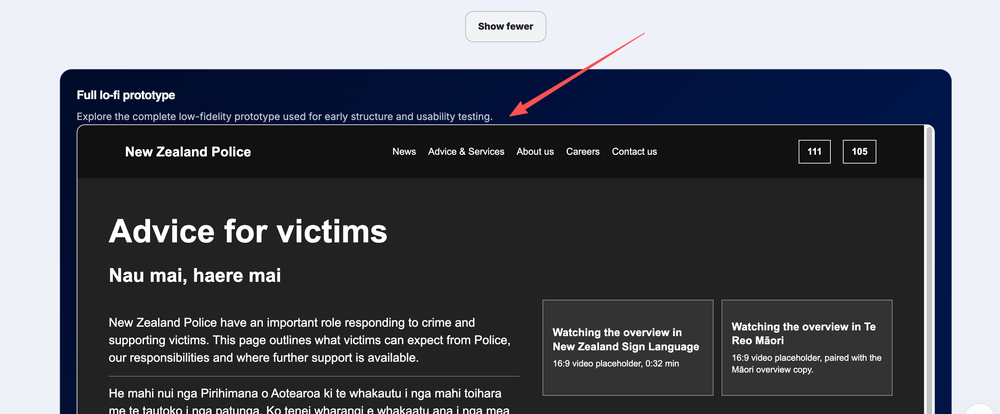 Show fewer
Full lo-fi prototype
Explore the complete low-fidelity prototype used for early structure and usability testing.
New Zealand Police
News
Advice & Services
About us
Careers
Contact us
111
105
Advice for victims
Nau mai, haere mai
New Zealand Police have an important role responding to crime and
supporting victims. This page outlines what victims can expect from Police,
our responsibilities and where further support is available.
He mahi nui nga Pirihimana o Aotearoa ki te whakautu i nga mahi toihara
me te tautoko i nga patunga. Ko tenei wharangi e whakaatu ana i nga mea
Watching the overview in
New Zealand Sign Language
16:9 video placeholder, 0:32 min
Watching the overview in Te
Reo Māori
16:9 video placeholder, paired with the
Māori overview copy.